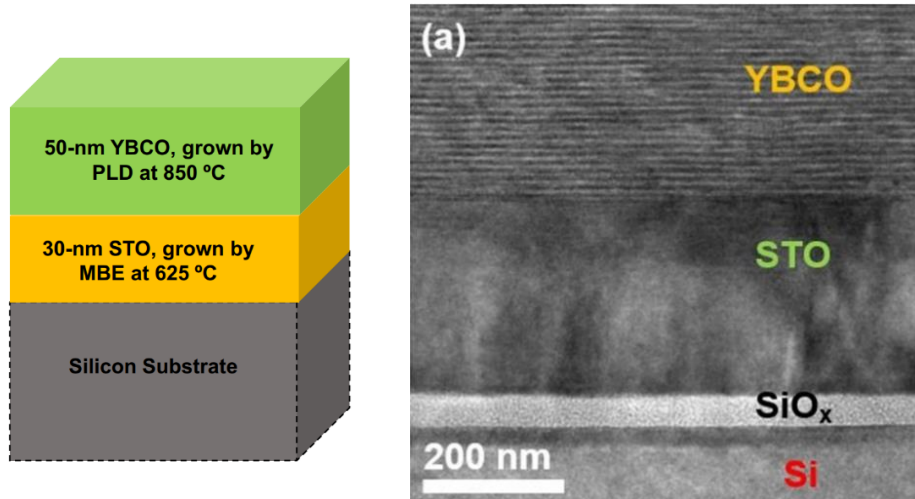 50-nm YBCO, grown by
PLD at 850 ºC
30-nm STO, grown by
MBE at 625 ºC
Silicon Substrate
(a)
YBCO
STO
SiOₓ
200 nm
Si